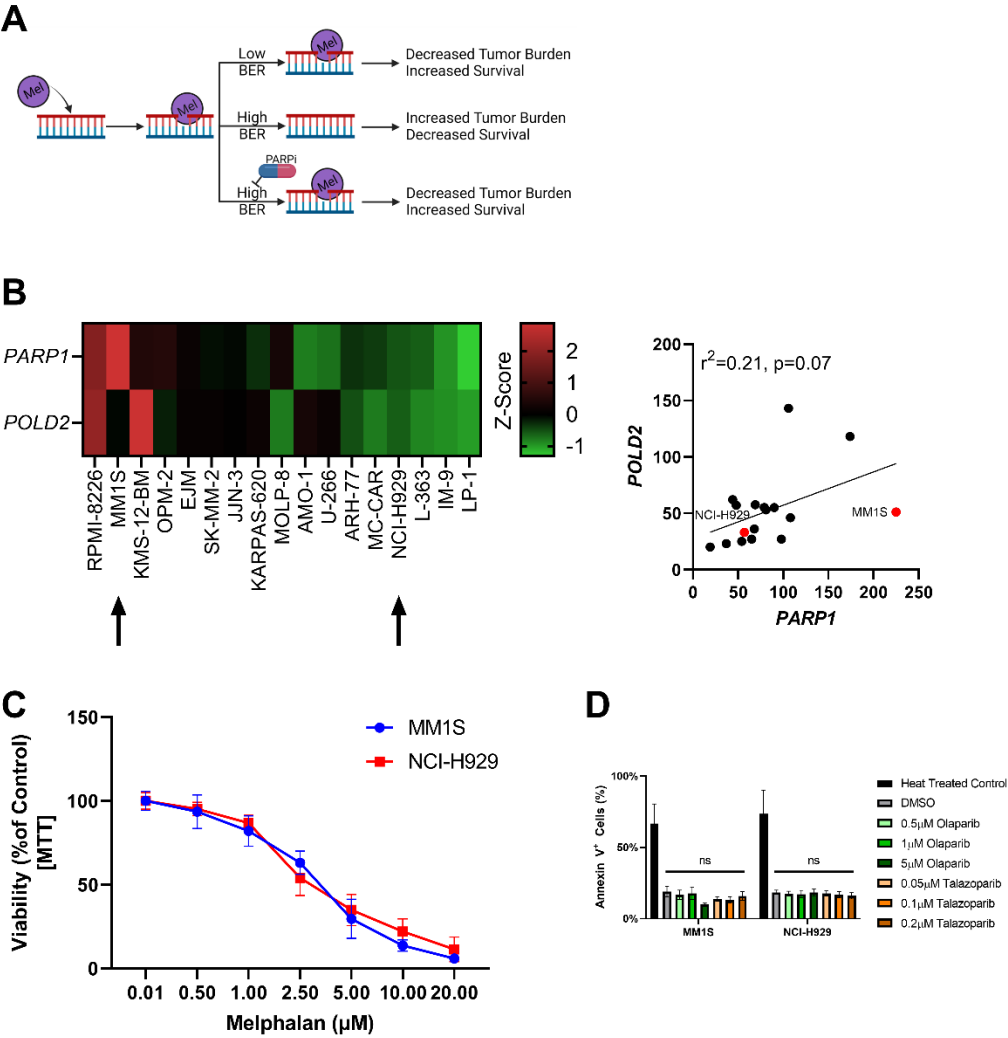 A
Mel
Mel
Low
BER
Mel
Decreased Tumor Burden
Increased Survival
High
BER
Increased Tumor Burden
Decreased Survival
PARPi
High
BER
Mel
Decreased Tumor Burden
Increased Survival
B
PARP1
POLD2
RPMI-8226
MM1S
KMS-12-BM
OPM-2
EJM
SK-MM-2
JJN-3
KARPAS-620
MOLP-8
AMO-1
U-266
ARH-77
MC-CAR
NCI-H929
L-363
IM-9
LP-1
2
1
0
-1
Z-Score
r²=0.21, p=0.07
200
150
100
50
0
POLD2
NCI-H929
MM1S
0 50 100 150 200 250
PARP1
C
150
100
50
0
Viability (%of Control)
[MTT]
MM1S
NCI-H929
0.01 0.50 1.00 2.50 5.00 10.00 20.00
Melphalan (µM)
D
100%
50%
0%
Annexin V⁺ Cells (%)
ns
ns
MM1S NCI-H929
Heat Treated Control
DMSO
0.5µM Olaparib
1µM Olaparib
5µM Olaparib
0.05µM Talazoparib
0.1µM Talazoparib
0.2µM Talazoparib